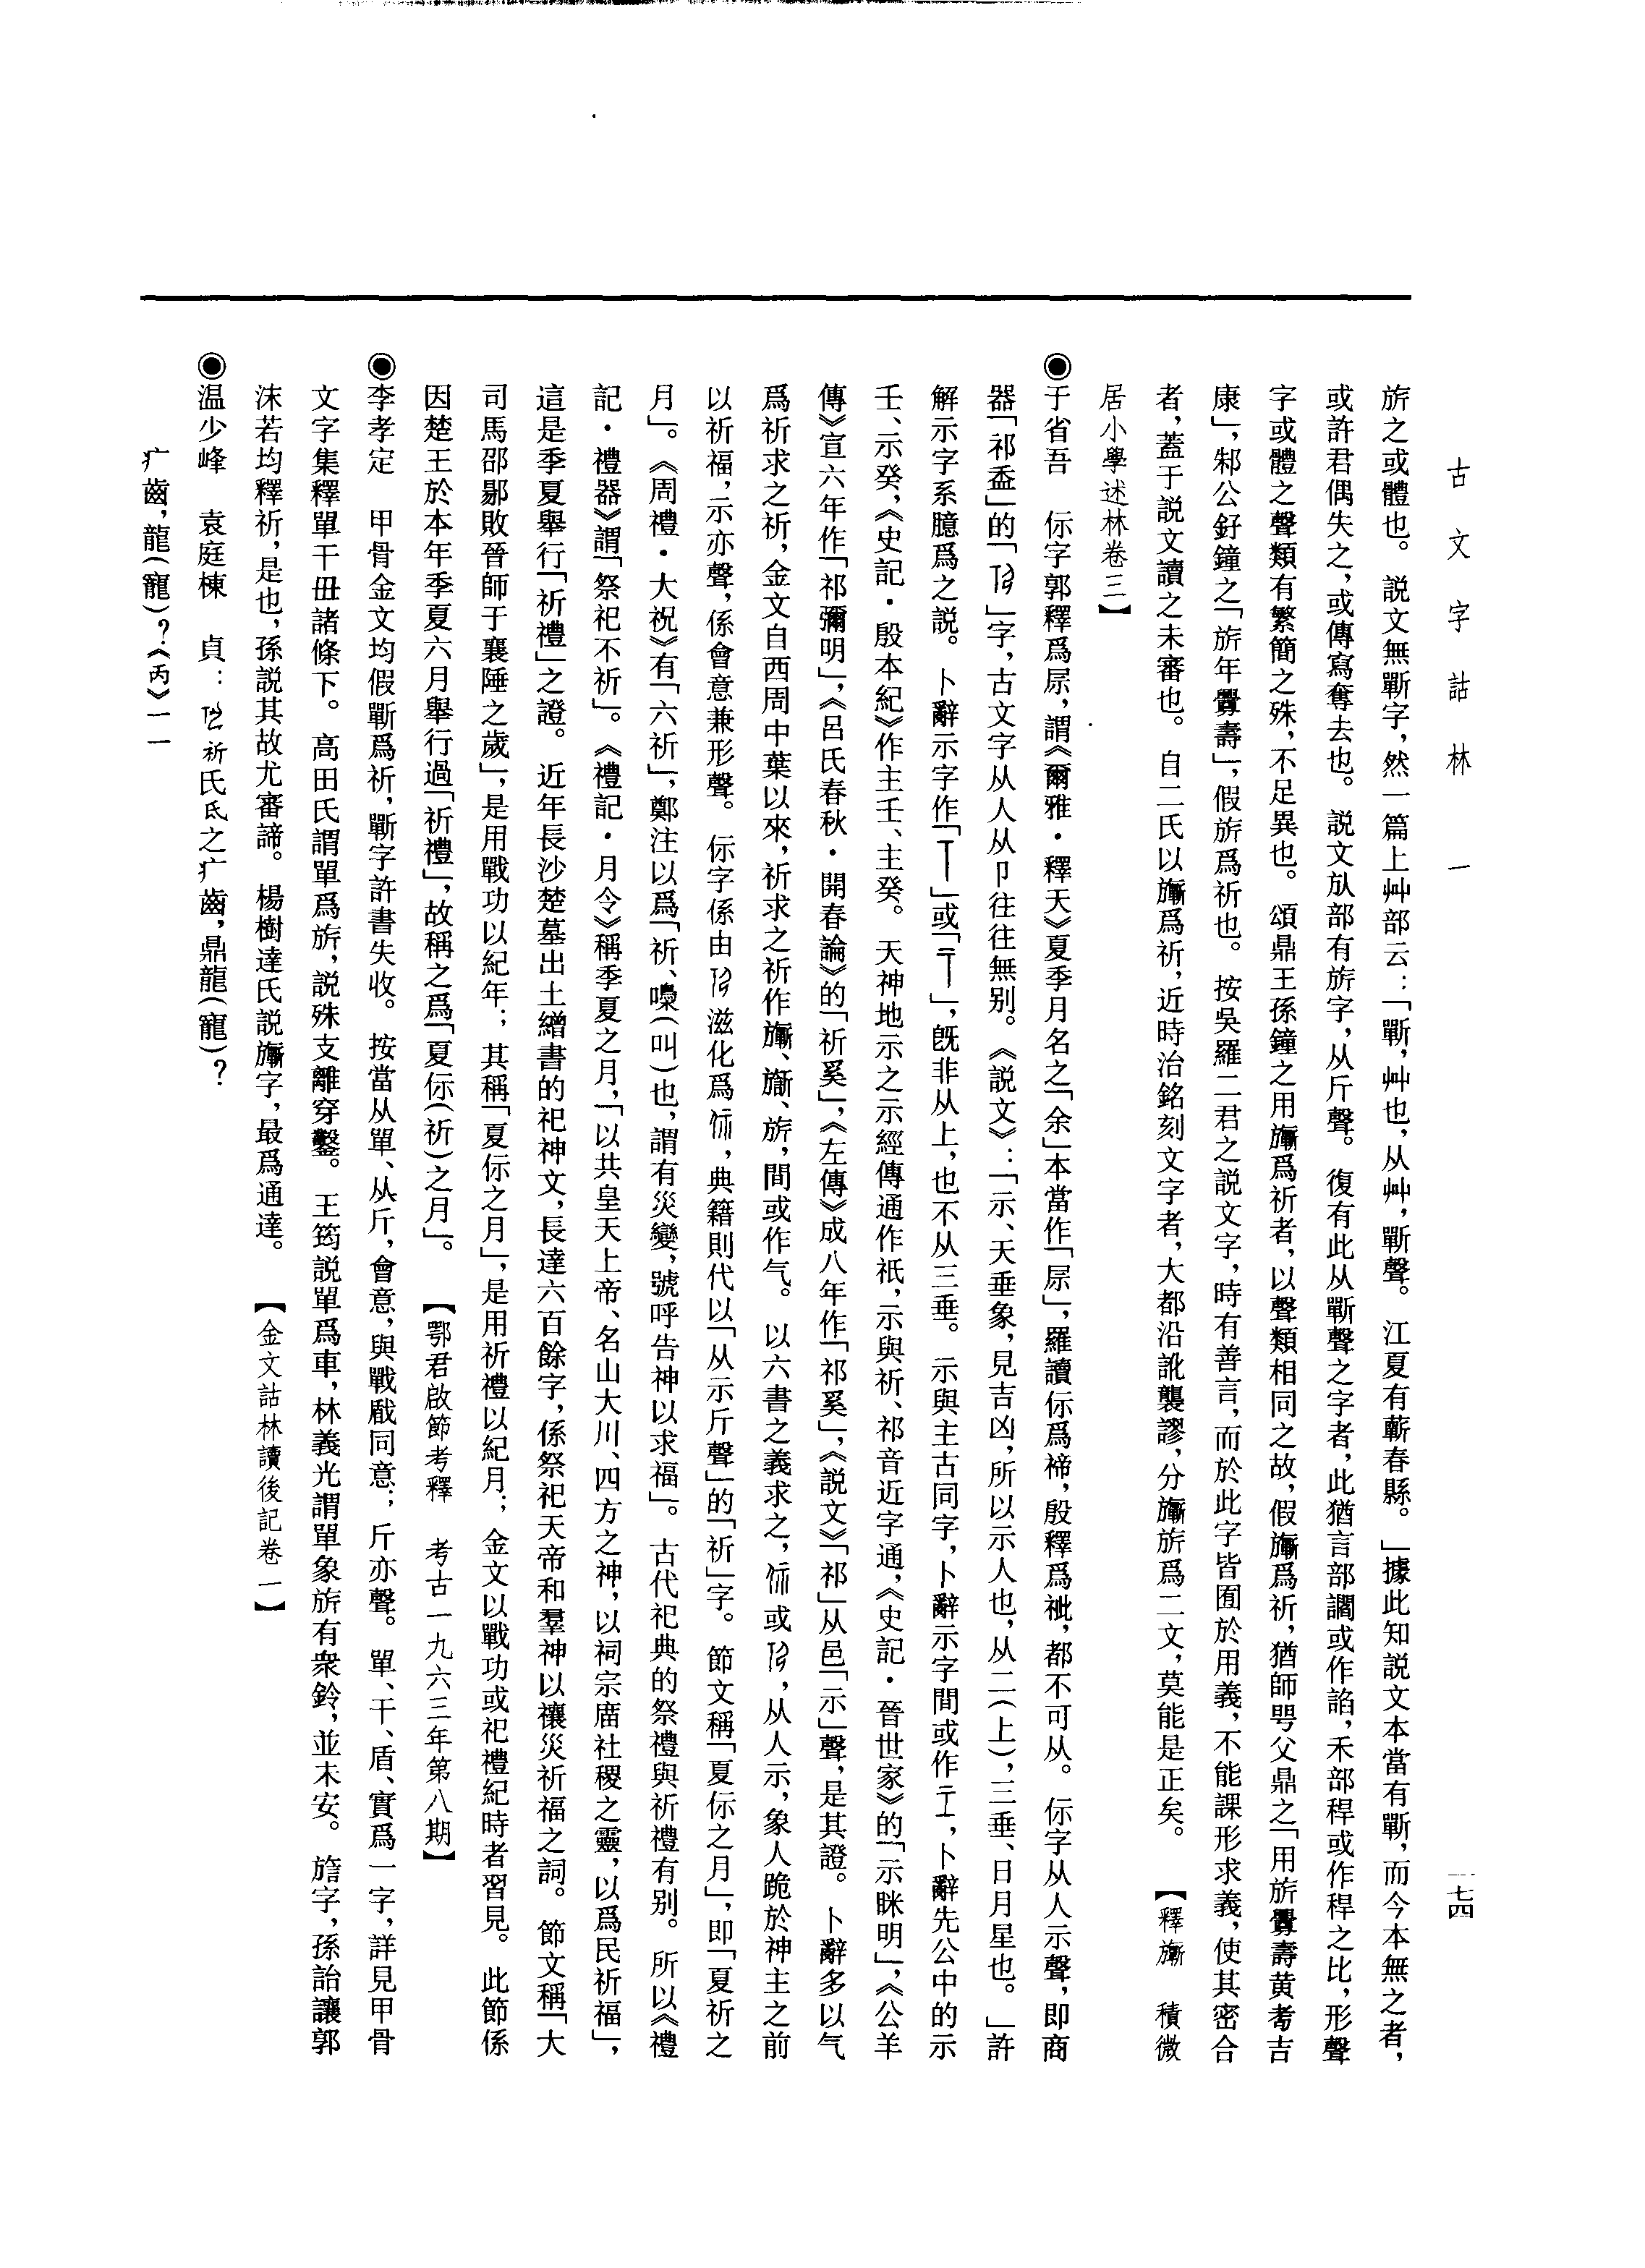 古文字詁林 一
一七四
旂之或體也。説文無斳字，然一篇上艸部云：「蘄，艸也，从艸，斳聲。江夏有蘄春縣。」據此知説文本當有斳，而今本無之者，
或許君偶失之，或傳寫奪去也。説文㫃部有旂字，从斤聲。復有此从斳聲之字者，此猶言部讇或作諂，禾部稈或作秆之比，形聲
字或體之聲類有繁簡之殊，不足異也。頌鼎王孫鐘之用旜爲祈者，以聲類相同之故，假爲祈，猶師咢父鼎之「用旂眉壽黃耇吉
康」，邾公釛鐘之「旂年眉壽」，假旂爲祈也。按吳羅二君之説文字，時有善言，而於此字皆囿於用義，不能課形求義，使其密合
者，蓋于説文讀之未審也。自二氏以爲祈，近時治銘刻文字者，大都沿訛襲謬，分旂爲二文，莫能是正矣。 【釋 積微
居小學述林卷三】
◉于省吾 㑄字郭釋爲尿，謂《爾雅·釋天》夏季月名之「余」本當作「尿」，羅讀爲禘，殷釋爲祉，都不可从。字从人示聲，即商
器「祁盉」的「」字，古文字从人从卩往往無别。《説文》：「示、天垂象，見吉凶，所以示人也，从二（上），三垂、日月星也。」許
解示字系臆爲之説。卜辭示字作「丅」或「」，既非从上，也不从三垂。示與主古同字，卜辭示字間或作，卜辭先公中的示
壬、示癸，《史記·殷本紀》作主壬、主癸。天神地示之示經傳通作祇，示與祈、祁音近字通，《史記·晉世家》的「示眯明」，《公羊
傳》宣六年作「祁彌明」，《呂氏春秋·開春論》的「祈奚」，《左傳》成八年作「祁奚」，《説文》「祁」从邑「示」聲，是其證。卜辭多以气
爲祈求之祈，金文自西周中葉以來，祈求之祈作、、旂，間或作气。以六書之義求之，或，从人示，象人跪於神主之前
以祈福，示亦聲，係會意兼形聲。字係由滋化爲，典籍則代以「从示斤聲」的「祈」字。節文稱「夏之月」，即「夏祈之
月」。《周禮·大祝》有「六祈」，鄭注以爲「祈、嘄（叫）也，謂有災變，號呼告神以求福」。古代祀典的祭禮與祈禮有别。所以《禮
記·禮器》謂「祭祀不祈」。《禮記·月令》稱季夏之月，「以共皇天上帝、名山大川、四方之神，以祠宗庿社稷之靈，以爲民祈福」，
這是季夏舉行「祈禮」之證。近年長沙楚墓出土繒書的祀神文，長達六百餘字，係祭祀天帝和羣神以禳災祈福之詞。節文稱「大
司馬邵剔敗晉師于襄陲之歲」，是用戰功以紀年；其稱「夏之月」，是用祈禮以紀月；金文以戰功或祀禮紀時者習見。此節係
因楚王於本年季夏六月舉行過「祈禮」，故稱之爲「夏（祈）之月」。 【鄂君啟節考釋 考古一九六三年第八期】
◉李孝定 甲骨金文均假斳爲祈，斳字許書失收。按當从單、从斤，會意，與戰戲同意；斤亦聲。單、干、盾、實爲一字，詳見甲骨
文字集釋單干毌諸條下。高田氏謂單爲旂，説殊支離穿鑿。王筠説單爲車，林義光謂單象旂有衆鈴，並未安。字，孫詒讓郭
沫若均釋祈，是也，孫説其故尤審諦。楊樹達氏説字，最爲通達。 【金文詁林讀後記卷一】
◉温少峰 袁庭棟 貞：祈氏氐之疒齒，鼎龍（寵）？
疒齒，龍（寵）？《丙》一一